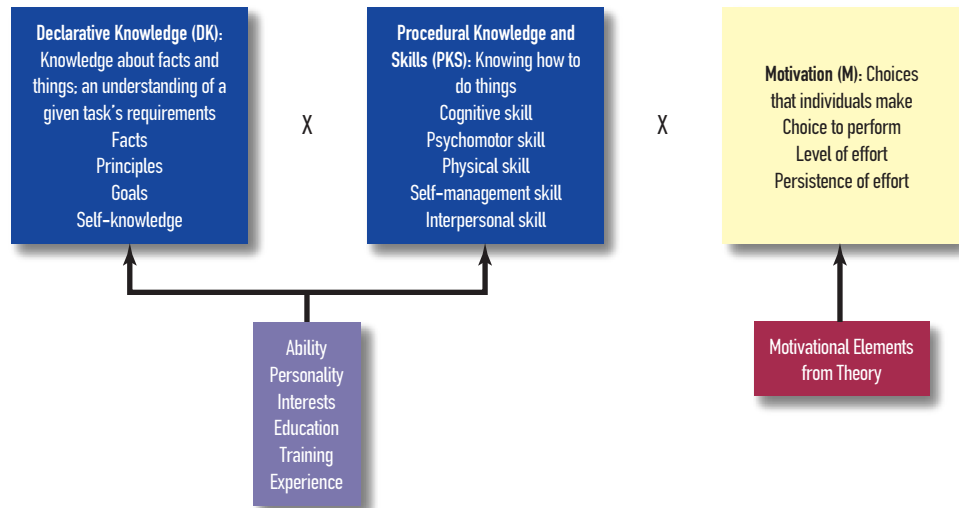 Declarative Knowledge (DK):
Knowledge about facts and
things; an understanding of a
given task's requirements
Facts
Principles
Goals
Self-knowledge
X
Procedural Knowledge and
Skills (PKS): Knowing how to
do things
Cognitive skill
Psychomotor skill
Physical skill
Self-management skill
Interpersonal skill
X
Motivation (M): Choices
that individuals make
Choice to perform
Level of effort
Persistence of effort
Ability
Personality
Interests
Education
Training
Experience
Motivational Elements
from Theory